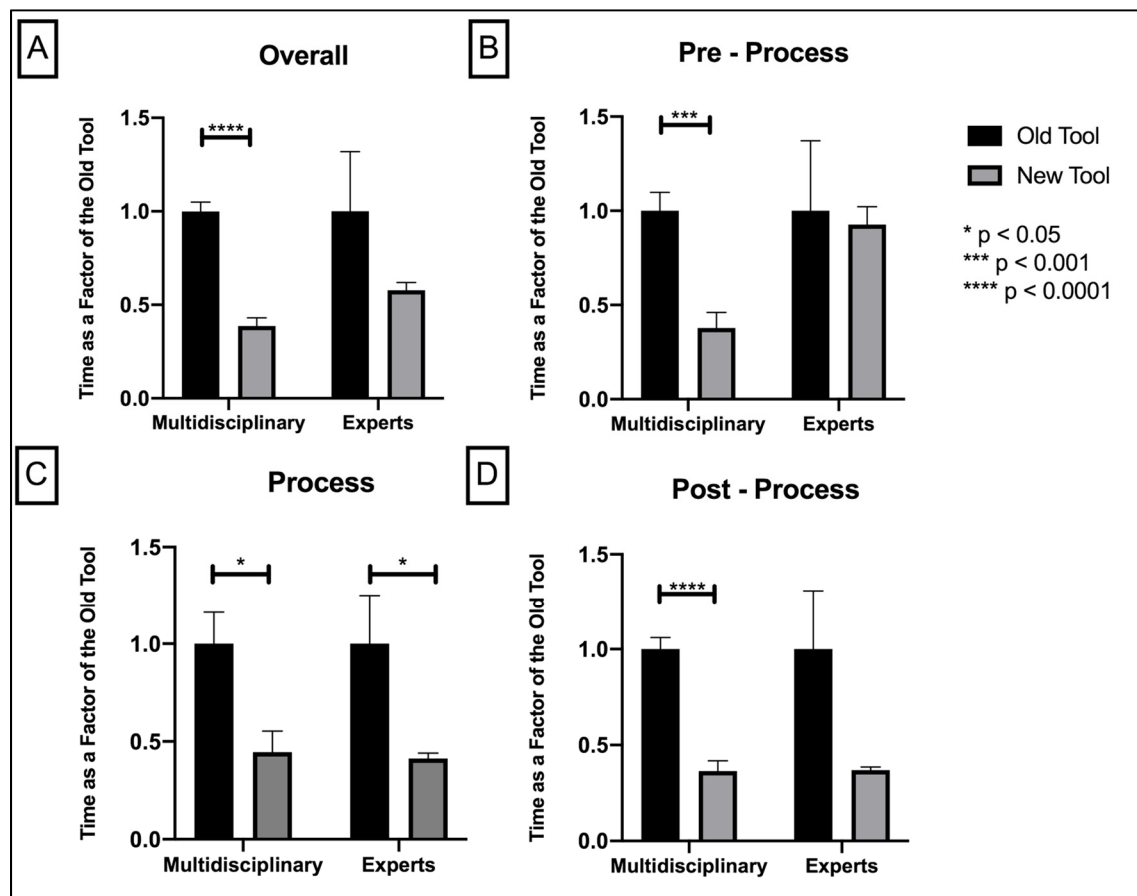 A
Overall
Time as a Factor of the Old Tool
1.5
1.0
0.5
0.0
****
Multidisciplinary
Experts
B
Pre - Process
Time as a Factor of the Old Tool
1.5
1.0
0.5
0.0
***
Multidisciplinary
Experts
Old Tool
New Tool
* p < 0.05
*** p < 0.001
**** p < 0.0001
C
Process
Time as a Factor of the Old Tool
1.5
1.0
0.5
0.0
*
*
Multidisciplinary
Experts
D
Post - Process
Time as a Factor of the Old Tool
1.5
1.0
0.5
0.0
****
Multidisciplinary
Experts